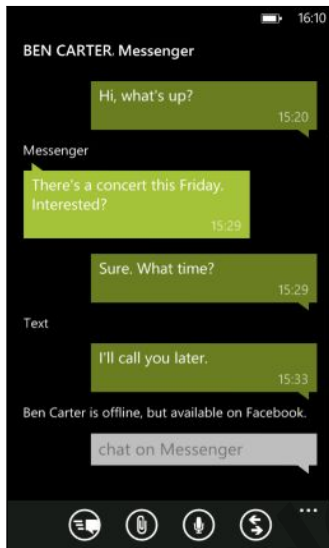 16:10
BEN CARTER. Messenger
Hi, what's up?
15:20
Messenger
There's a concert this Friday.
Interested?
15:29
Sure. What time?
15:29
Text
I'll call you later.
15:33
Ben Carter is offline, but available on Facebook.
chat on Messenger